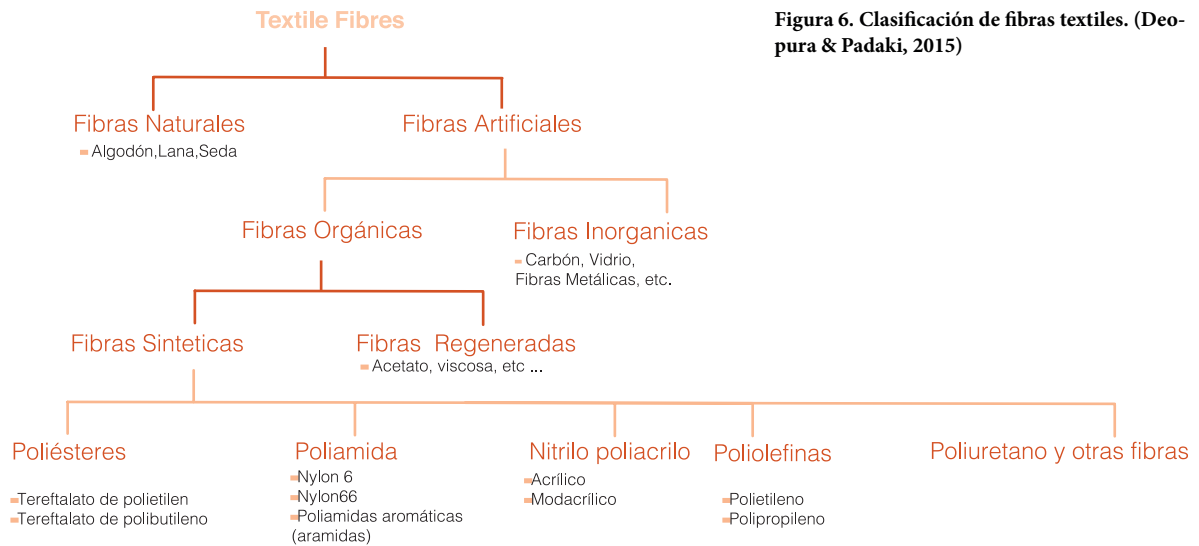 Textile Fibres
Figura 6. Clasificación de fibras textiles. (Deo-
pura & Padaki, 2015)
Fibras Naturales
Algodón,Lana,Seda
Fibras Artificiales
Fibras Orgánicas
Fibras Inorganicas
Carbón, Vidrio,
Fibras Metálicas, etc.
Fibras Sinteticas
Fibras Regeneradas
Acetato, viscosa, etc ...
Poliésteres
Tereftalato de polietilen
Tereftalato de polibutileno
Poliamida
Nylon 6
Nylon66
Poliamidas aromáticas
(aramidas)
Nitrilo poliacrilo
Acrílico
Modacrílico
Poliolefinas
Polietileno
Polipropileno
Poliuretano y otras fibras